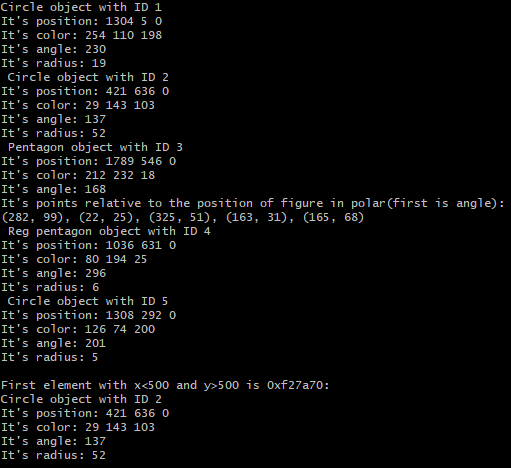 Circle object with ID 1
It's position: 1304 5 0
It's color: 254 110 198
It's angle: 230
It's radius: 19
Circle object with ID 2
It's position: 421 636 0
It's color: 29 143 103
It's angle: 137
It's radius: 52
Pentagon object with ID 3
It's position: 1789 546 0
It's color: 212 232 18
It's angle: 168
It's points relative to the position of figure in polar(first is angle):
(282, 99), (22, 25), (325, 51), (163, 31), (165, 68)
Reg pentagon object with ID 4
It's position: 1036 631 0
It's color: 80 194 25
It's angle: 296
It's radius: 6
Circle object with ID 5
It's position: 1308 292 0
It's color: 126 74 200
It's angle: 201
It's radius: 5
First element with x<500 and y>500 is 0xf27a70:
Circle object with ID 2
It's position: 421 636 0
It's color: 29 143 103
It's angle: 137
It's radius: 52